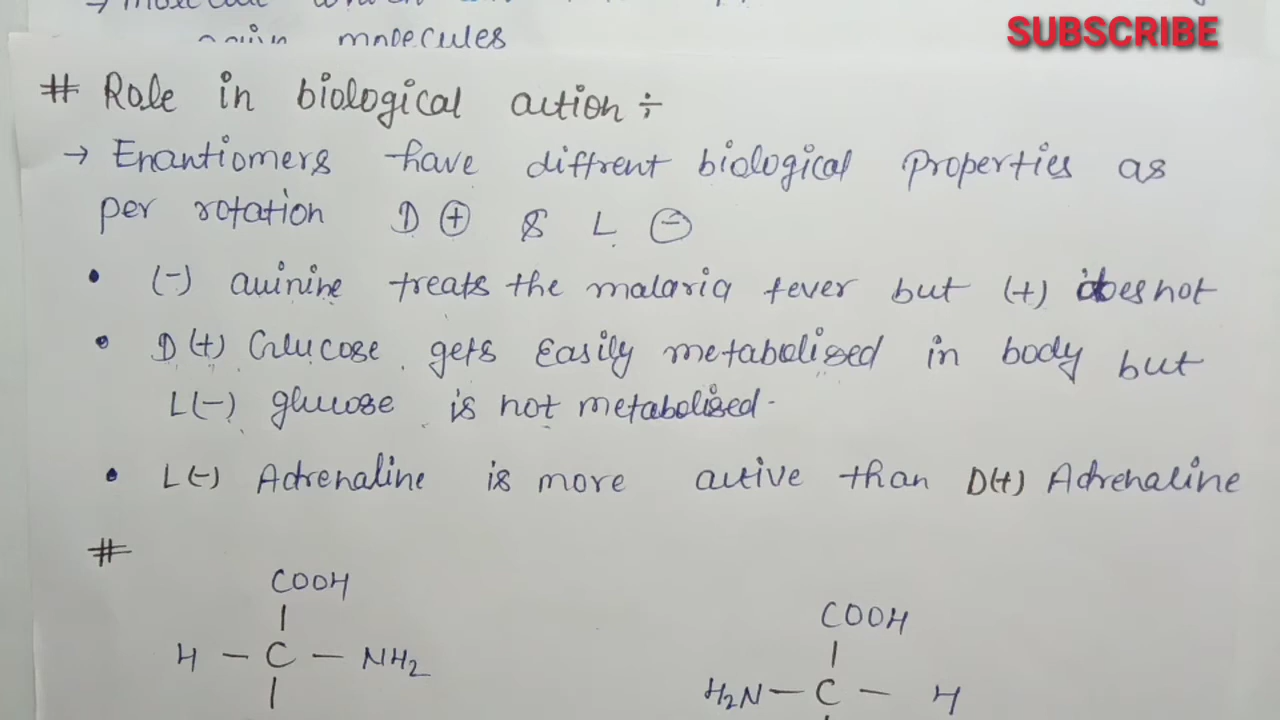 SUBSCRIBE
molecules
# Role in biological aution ÷
→ Enantiomers have diffrent biological properties as
per rotation D ⊕ & L ⊖
• (-) Quinine treats the malaria fever but (+) does not
• D(+) Glucose gets Easily metabolised in body but
L(-) glucose is not metabolised.
• L(-) Adrenaline is more autive than D(+) Adrenaline
#
COOH
|
H - C - NH2
|
COOH
|
H2N - C - H